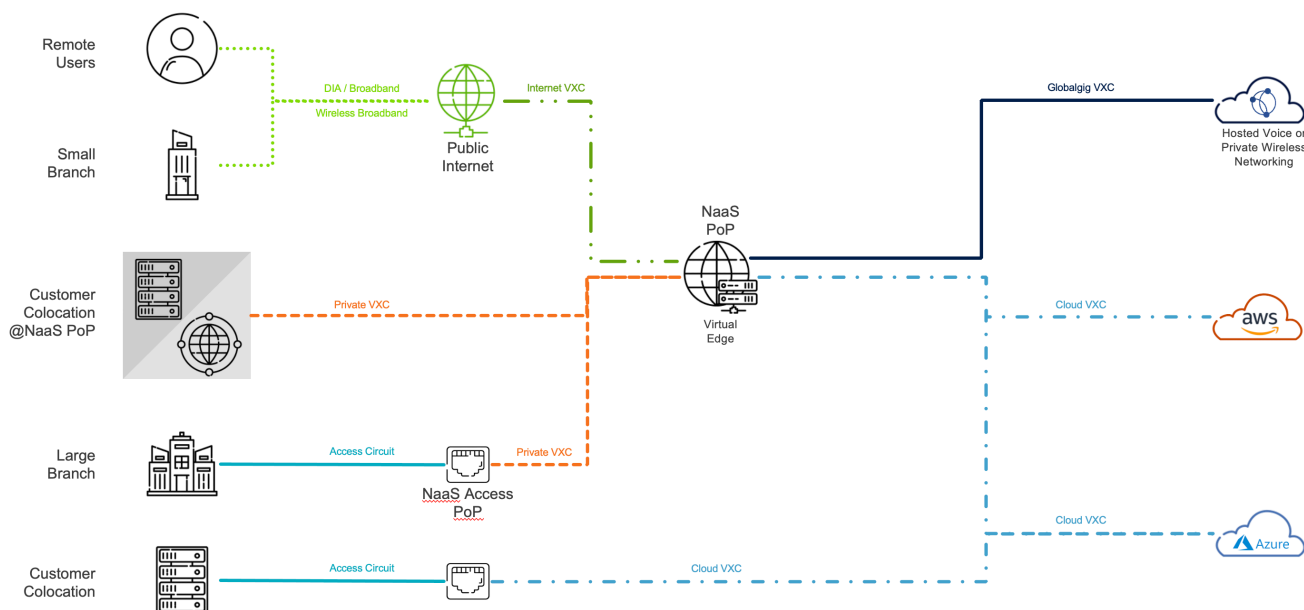 Remote
Users
DIA / Broadband
Wireless Broadband
Internet VXC
Public
Internet
Globalgig VXC
Hosted Voice or
Private Wireless
Networking
Small
Branch
NaaS
PoP
Virtual
Edge
Customer
Colocation
@NaaS PoP
Private VXC
Cloud VXC
aws
Large
Branch
Access Circuit
Private VXC
NaaS Access
PoP
Cloud VXC
Azure
Customer
Colocation
Access Circuit
Cloud VXC